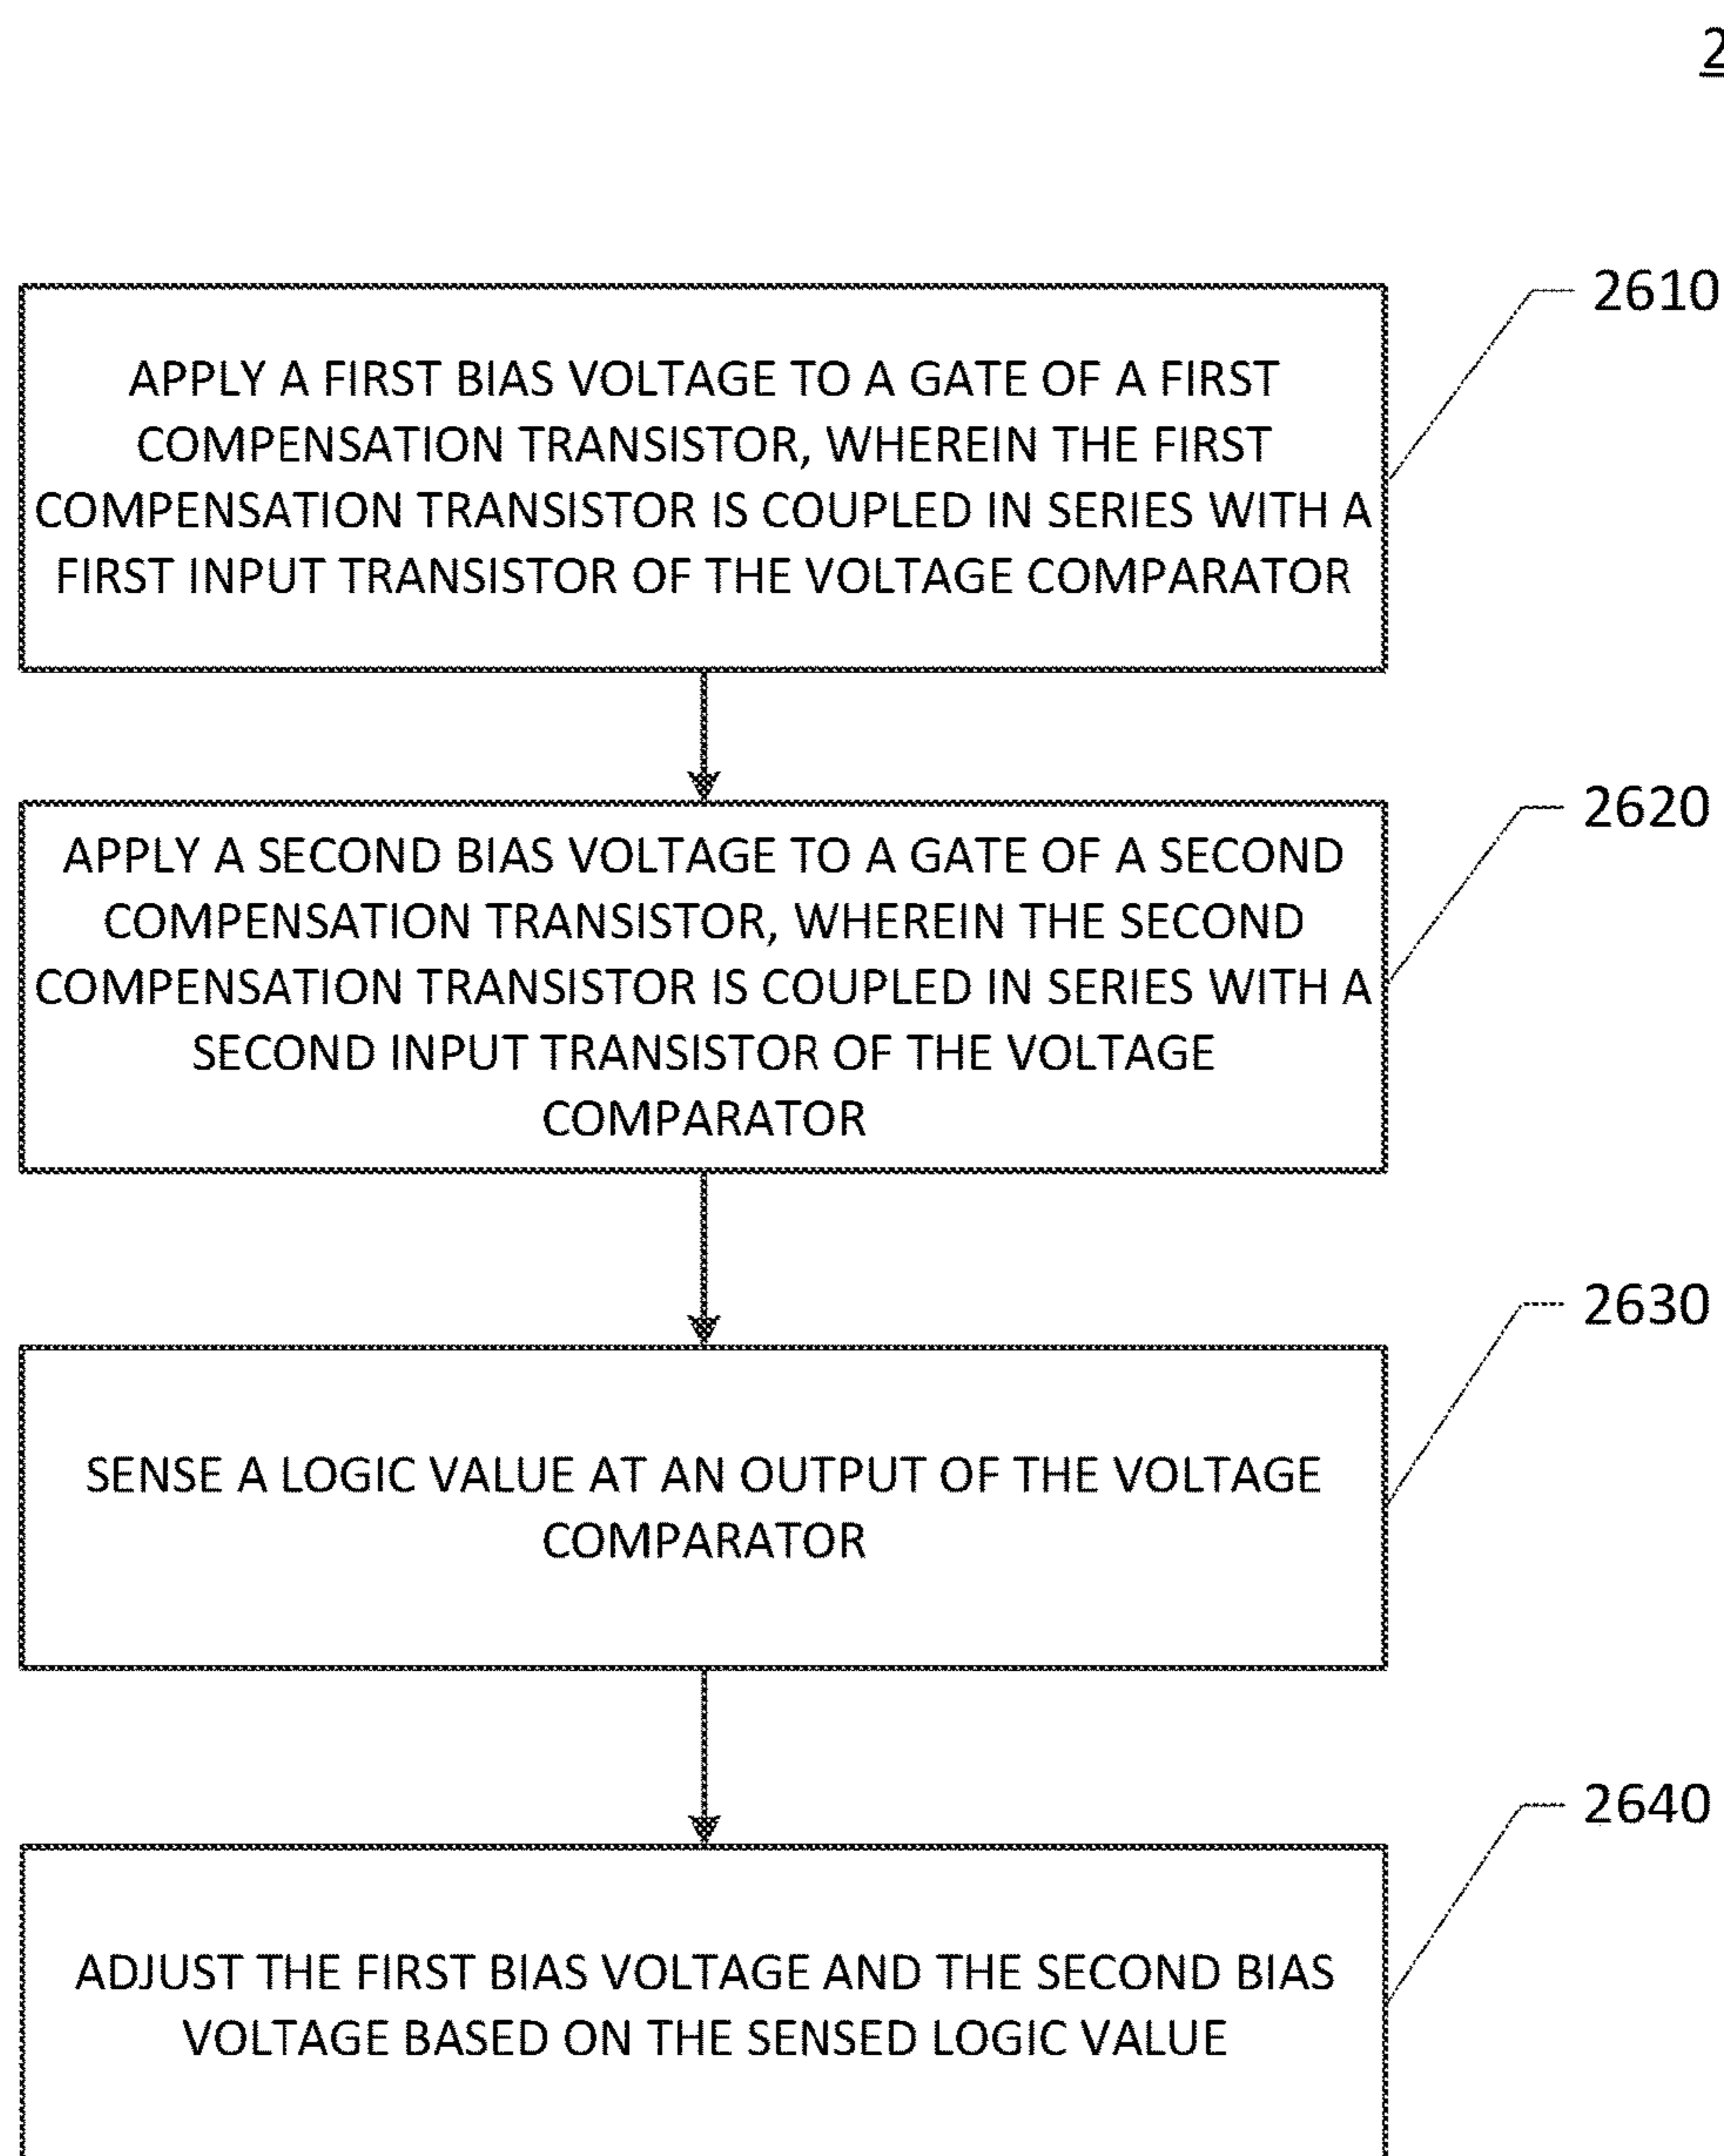 2
2610
APPLY A FIRST BIAS VOLTAGE TO A GATE OF A FIRST
COMPENSATION TRANSISTOR, WHEREIN THE FIRST
COMPENSATION TRANSISTOR IS COUPLED IN SERIES WITH A
FIRST INPUT TRANSISTOR OF THE VOLTAGE COMPARATOR
2620
APPLY A SECOND BIAS VOLTAGE TO A GATE OF A SECOND
COMPENSATION TRANSISTOR, WHEREIN THE SECOND
COMPENSATION TRANSISTOR IS COUPLED IN SERIES WITH A
SECOND INPUT TRANSISTOR OF THE VOLTAGE
COMPARATOR
2630
SENSE A LOGIC VALUE AT AN OUTPUT OF THE VOLTAGE
COMPARATOR
2640
ADJUST THE FIRST BIAS VOLTAGE AND THE SECOND BIAS
VOLTAGE BASED ON THE SENSED LOGIC VALUE